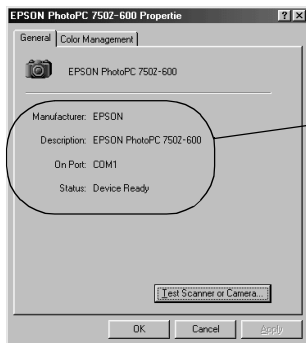 EPSON PhotoPC 750Z-600 Propertie
General Color Management
EPSON PhotoPC 750Z-600
Manufacturer: EPSON
Description: EPSON PhotoPC 750Z-600
On Port: COM1
Status: Device Ready
Test Scanner or Camera...
OK Cancel Apply